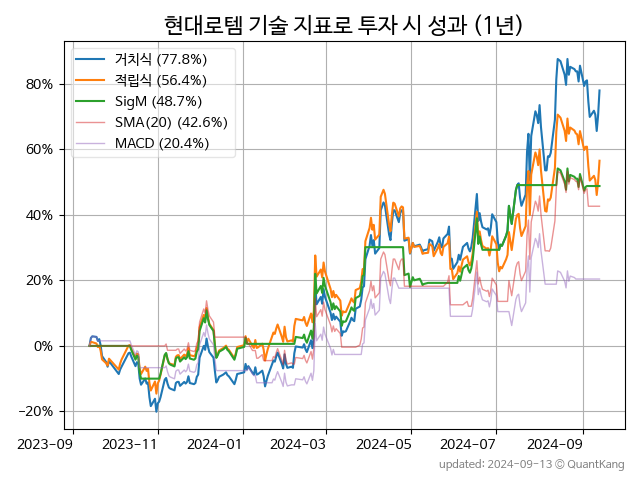 현대로템 기술 지표로 투자 시 성과 (1년)
거치식 (77.8%)
적립식 (56.4%)
SigM (48.7%)
SMA(20) (42.6%)
MACD (20.4%)
80%
60%
40%
20%
0%
−20%
2023-09 2023-11 2024-01 2024-03 2024-05 2024-07 2024-09
updated: 2024-09-13 © QuantKang